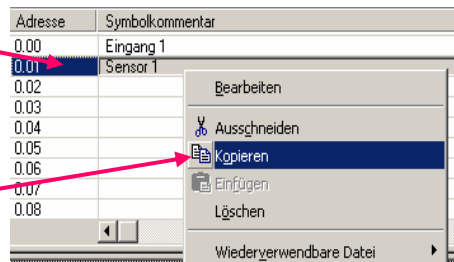 Adresse Symbolkommentar
0.00 Eingang 1
0.01 Sensor 1
0.02
0.03
0.04
0.05
0.06
0.07
0.08
Bearbeiten
Ausschneiden
Kopieren
Einfügen
Löschen
Wiederverwendbare Datei